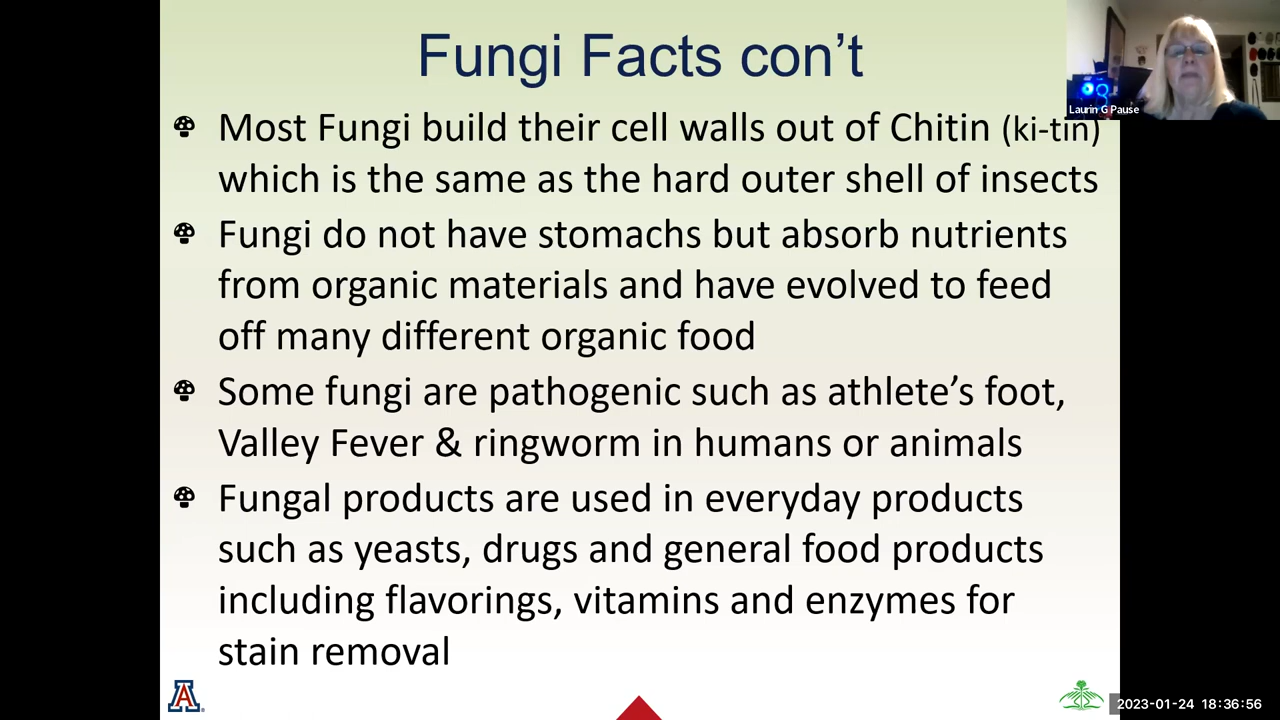 Fungi Facts con’t
Laurin G Pause
Most Fungi build their cell walls out of Chitin (ki-tin)
which is the same as the hard outer shell of insects
Fungi do not have stomachs but absorb nutrients
from organic materials and have evolved to feed
off many different organic food
Some fungi are pathogenic such as athlete’s foot,
Valley Fever & ringworm in humans or animals
Fungal products are used in everyday products
such as yeasts, drugs and general food products
including flavorings, vitamins and enzymes for
stain removal
A
2023-01-24 18:36:56